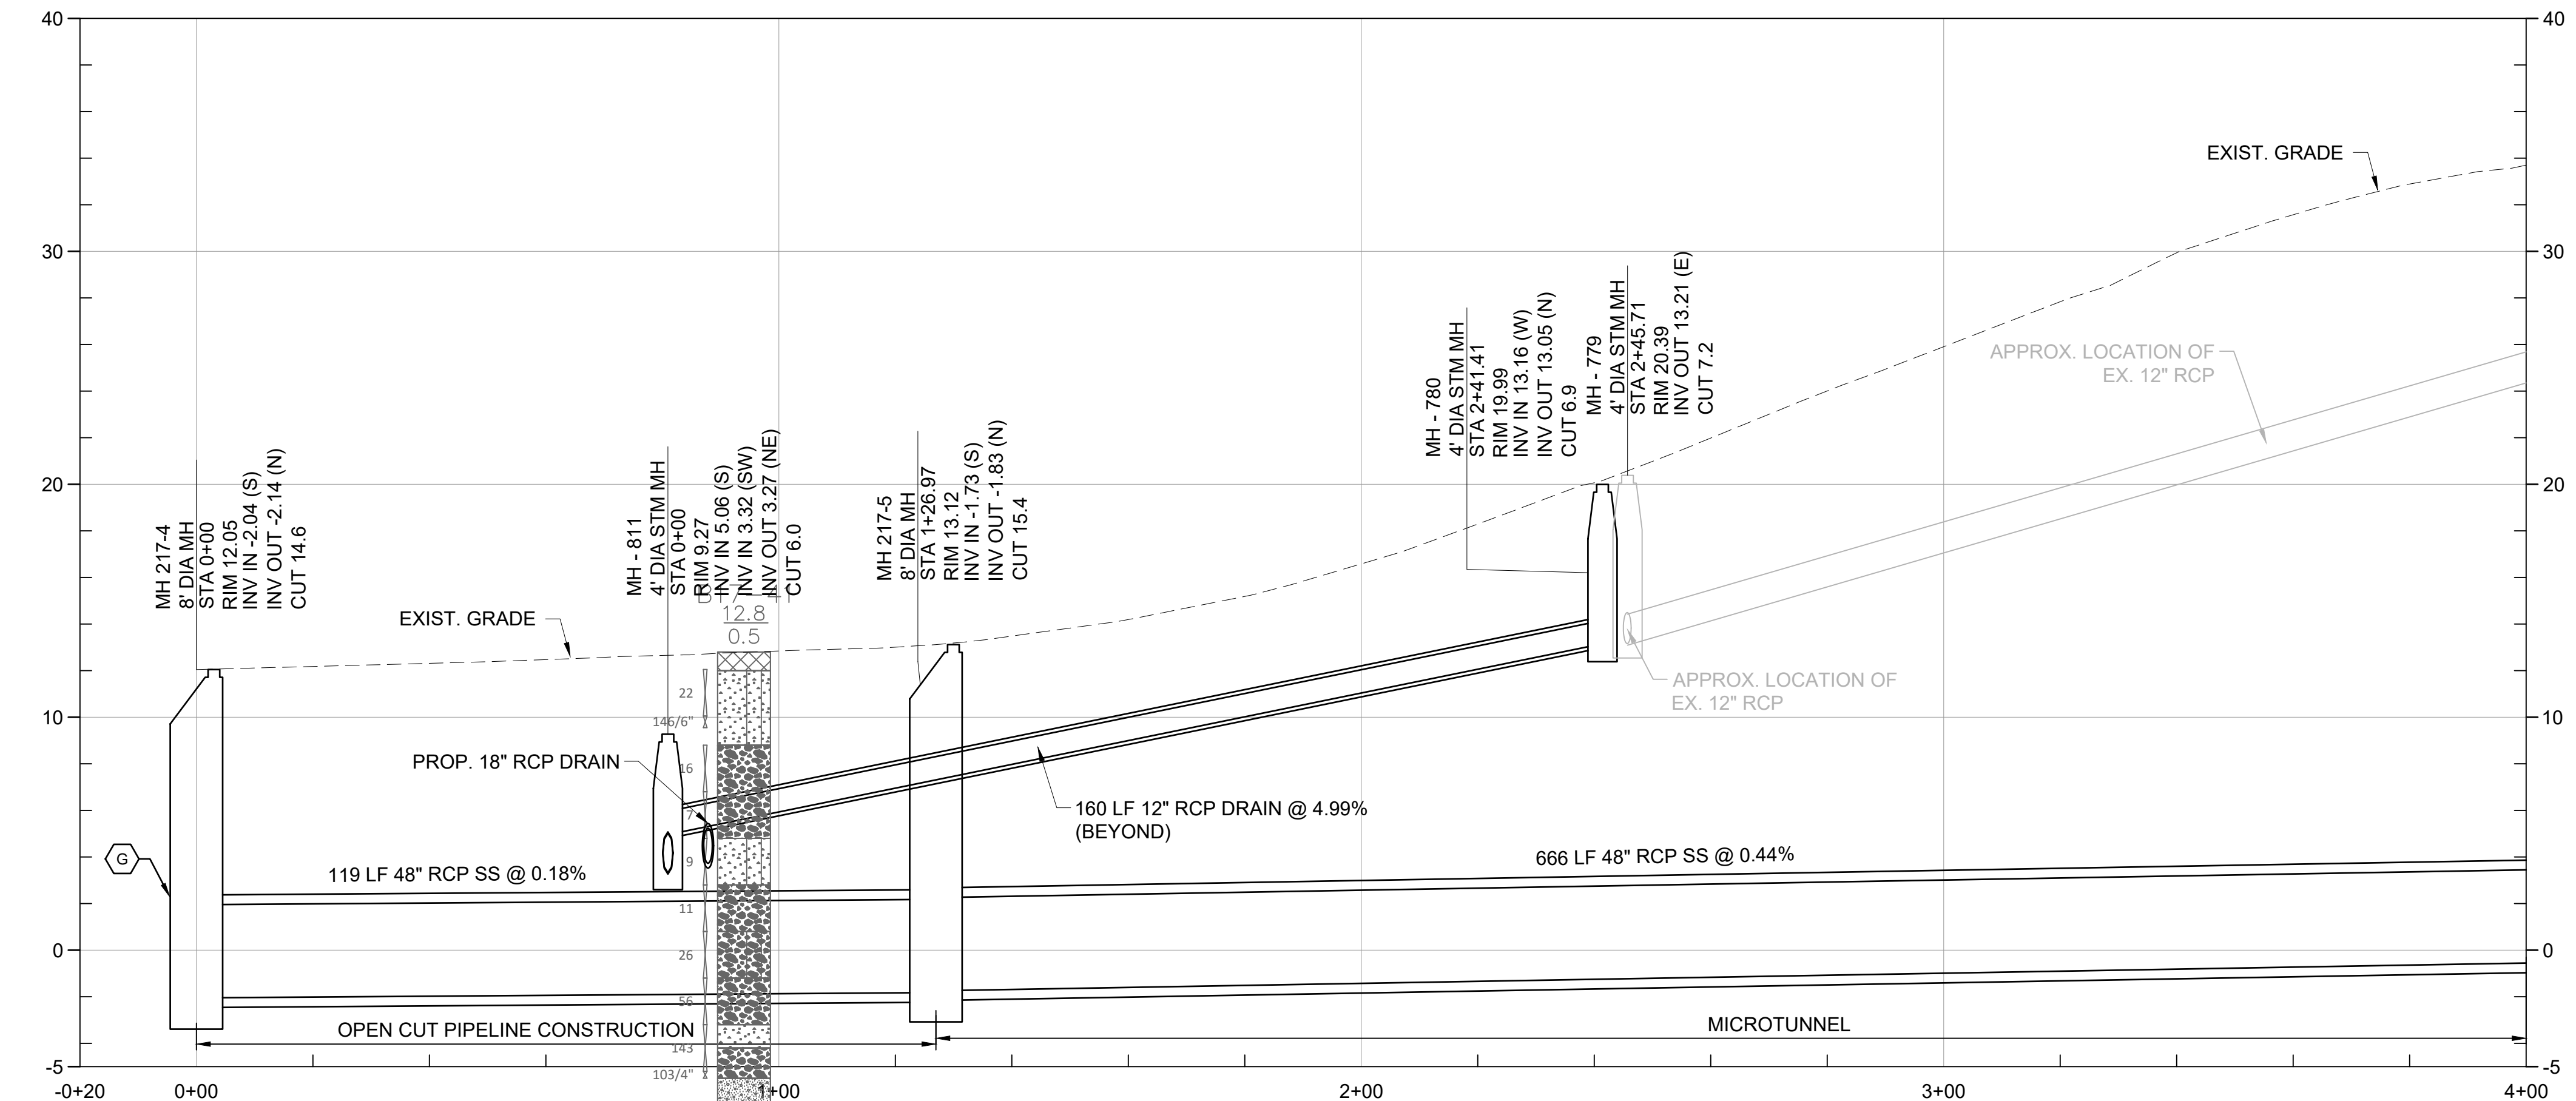 40
30
20
10
0
-5
-0+20
0+00
1+00
2+00
3+00
4+00
40
30
20
10
0
-5
MH 217-4
8' DIA MH
STA 0+00
RIM 12.05
INV IN -2.04 (S)
INV OUT -2.14 (N)
CUT 14.6
EXIST. GRADE
MH - 811
4' DIA STM MH
STA 0+00
RIM 9.27
INV IN 5.06 (S)
INV IN 3.32 (SW)
INV OUT 3.27 (NE)
CUT 6.0
12.8
0.5
22
146/6"
16
7
9
11
26
56
143
103/4"
PROP. 18" RCP DRAIN
G
119 LF 48" RCP SS @ 0.18%
OPEN CUT PIPELINE CONSTRUCTION
MH 217-5
8' DIA MH
STA 1+26.97
RIM 13.12
INV IN -1.73 (S)
INV OUT -1.83 (N)
CUT 15.4
160 LF 12" RCP DRAIN @ 4.99%
(BEYOND)
MH - 780
4' DIA STM MH
STA 2+41.41
RIM 19.99
INV IN 13.16 (W)
INV OUT 13.05 (N)
CUT 6.9
MH - 779
4' DIA STM MH
STA 2+45.71
RIM 20.39
INV OUT 13.21 (E)
CUT 7.2
EXIST. GRADE
APPROX. LOCATION OF
EX. 12" RCP
APPROX. LOCATION OF
EX. 12" RCP
666 LF 48" RCP SS @ 0.44%
MICROTUNNEL